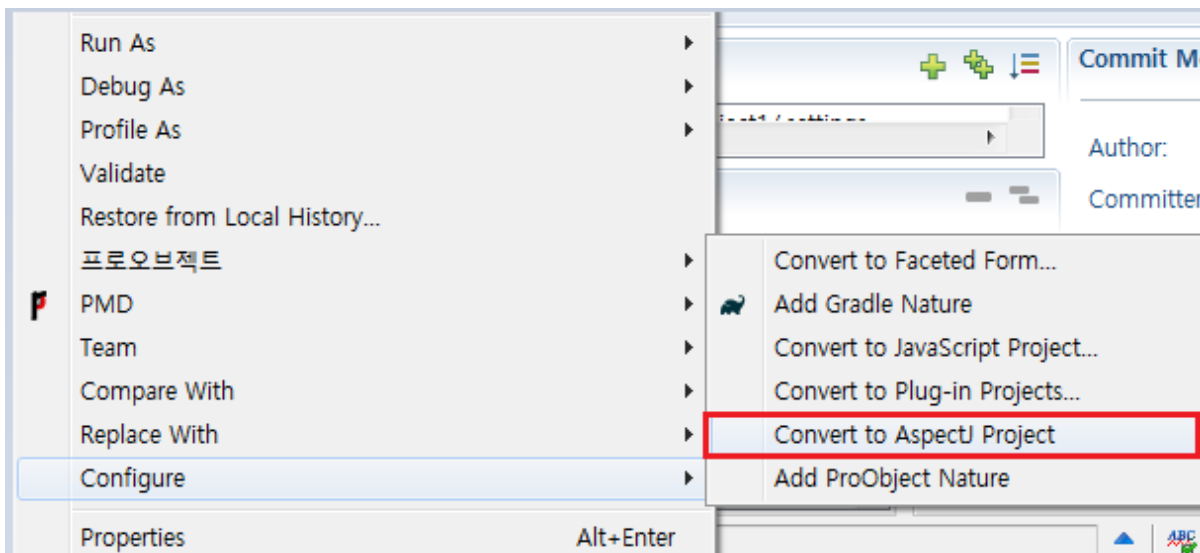 Run As
Debug As
Profile As
Validate
Restore from Local History...
프로오브젝트
PMD
Team
Compare With
Replace With
Configure
Properties Alt+Enter
Convert to Faceted Form...
Add Gradle Nature
Convert to JavaScript Project...
Convert to Plug-in Projects...
Convert to AspectJ Project
Add ProObject Nature
Commit M
Author:
Committer
ABC